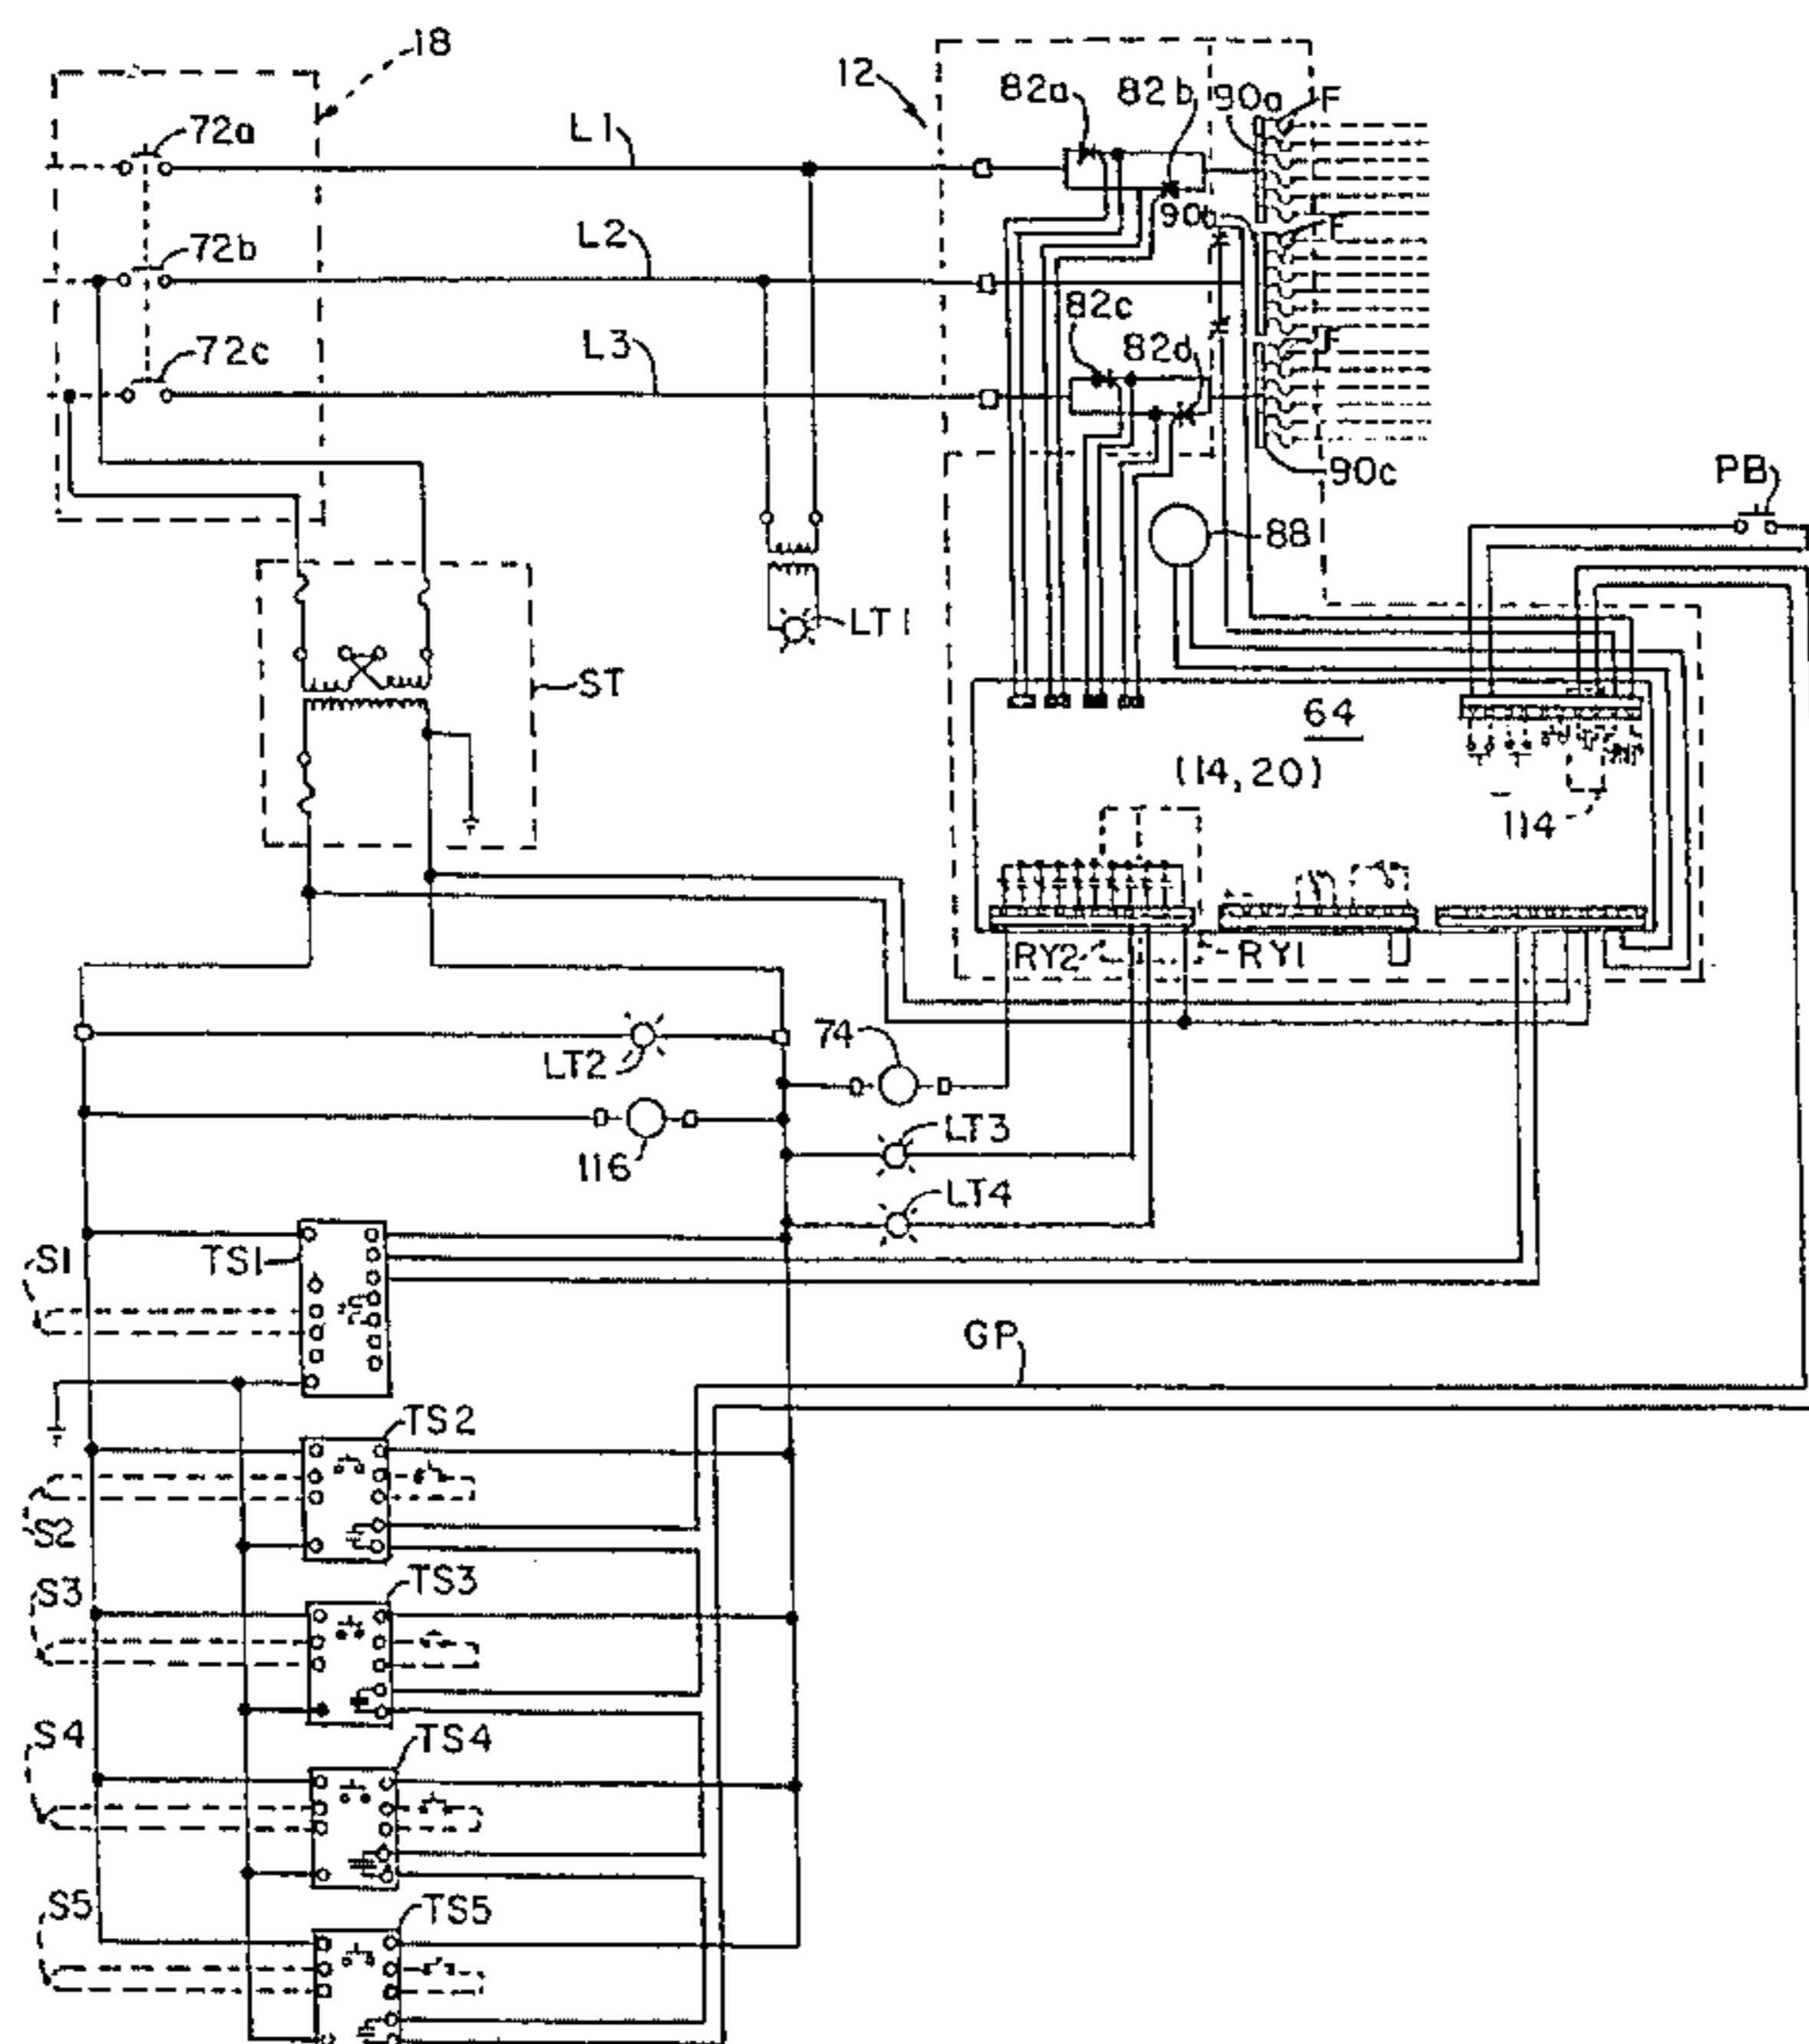 18
12
82a
82b
90a
F
72a
L1
72b
L2
90b
F
82c
72c
L3
82d
F
90c
PB
88
LT1
ST
64
(14,20)
114
RY2
RY1
74
LT2
LT3
116
LT4
S1
TS1
GP
TS2
S2
S3
TS3
S4
TS4
S5
TS5